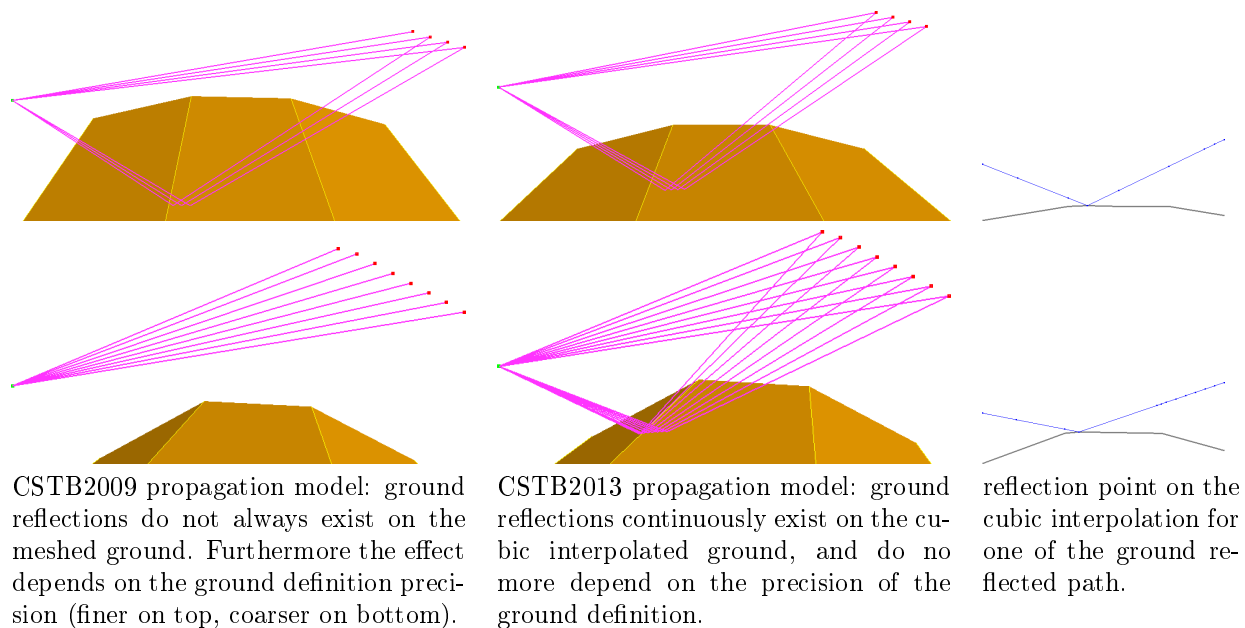 CSTB2009 propagation model: ground
reflections do not always exist on the
meshed ground. Furthermore the effect
depends on the ground definition preci-
sion (finer on top, coarser on bottom).
CSTB2013 propagation model: ground
reflections continuously exist on the cu-
bic interpolated ground, and do no
more depend on the precision of the
ground definition.
reflection point on the
cubic interpolation for
one of the ground re-
flected path.